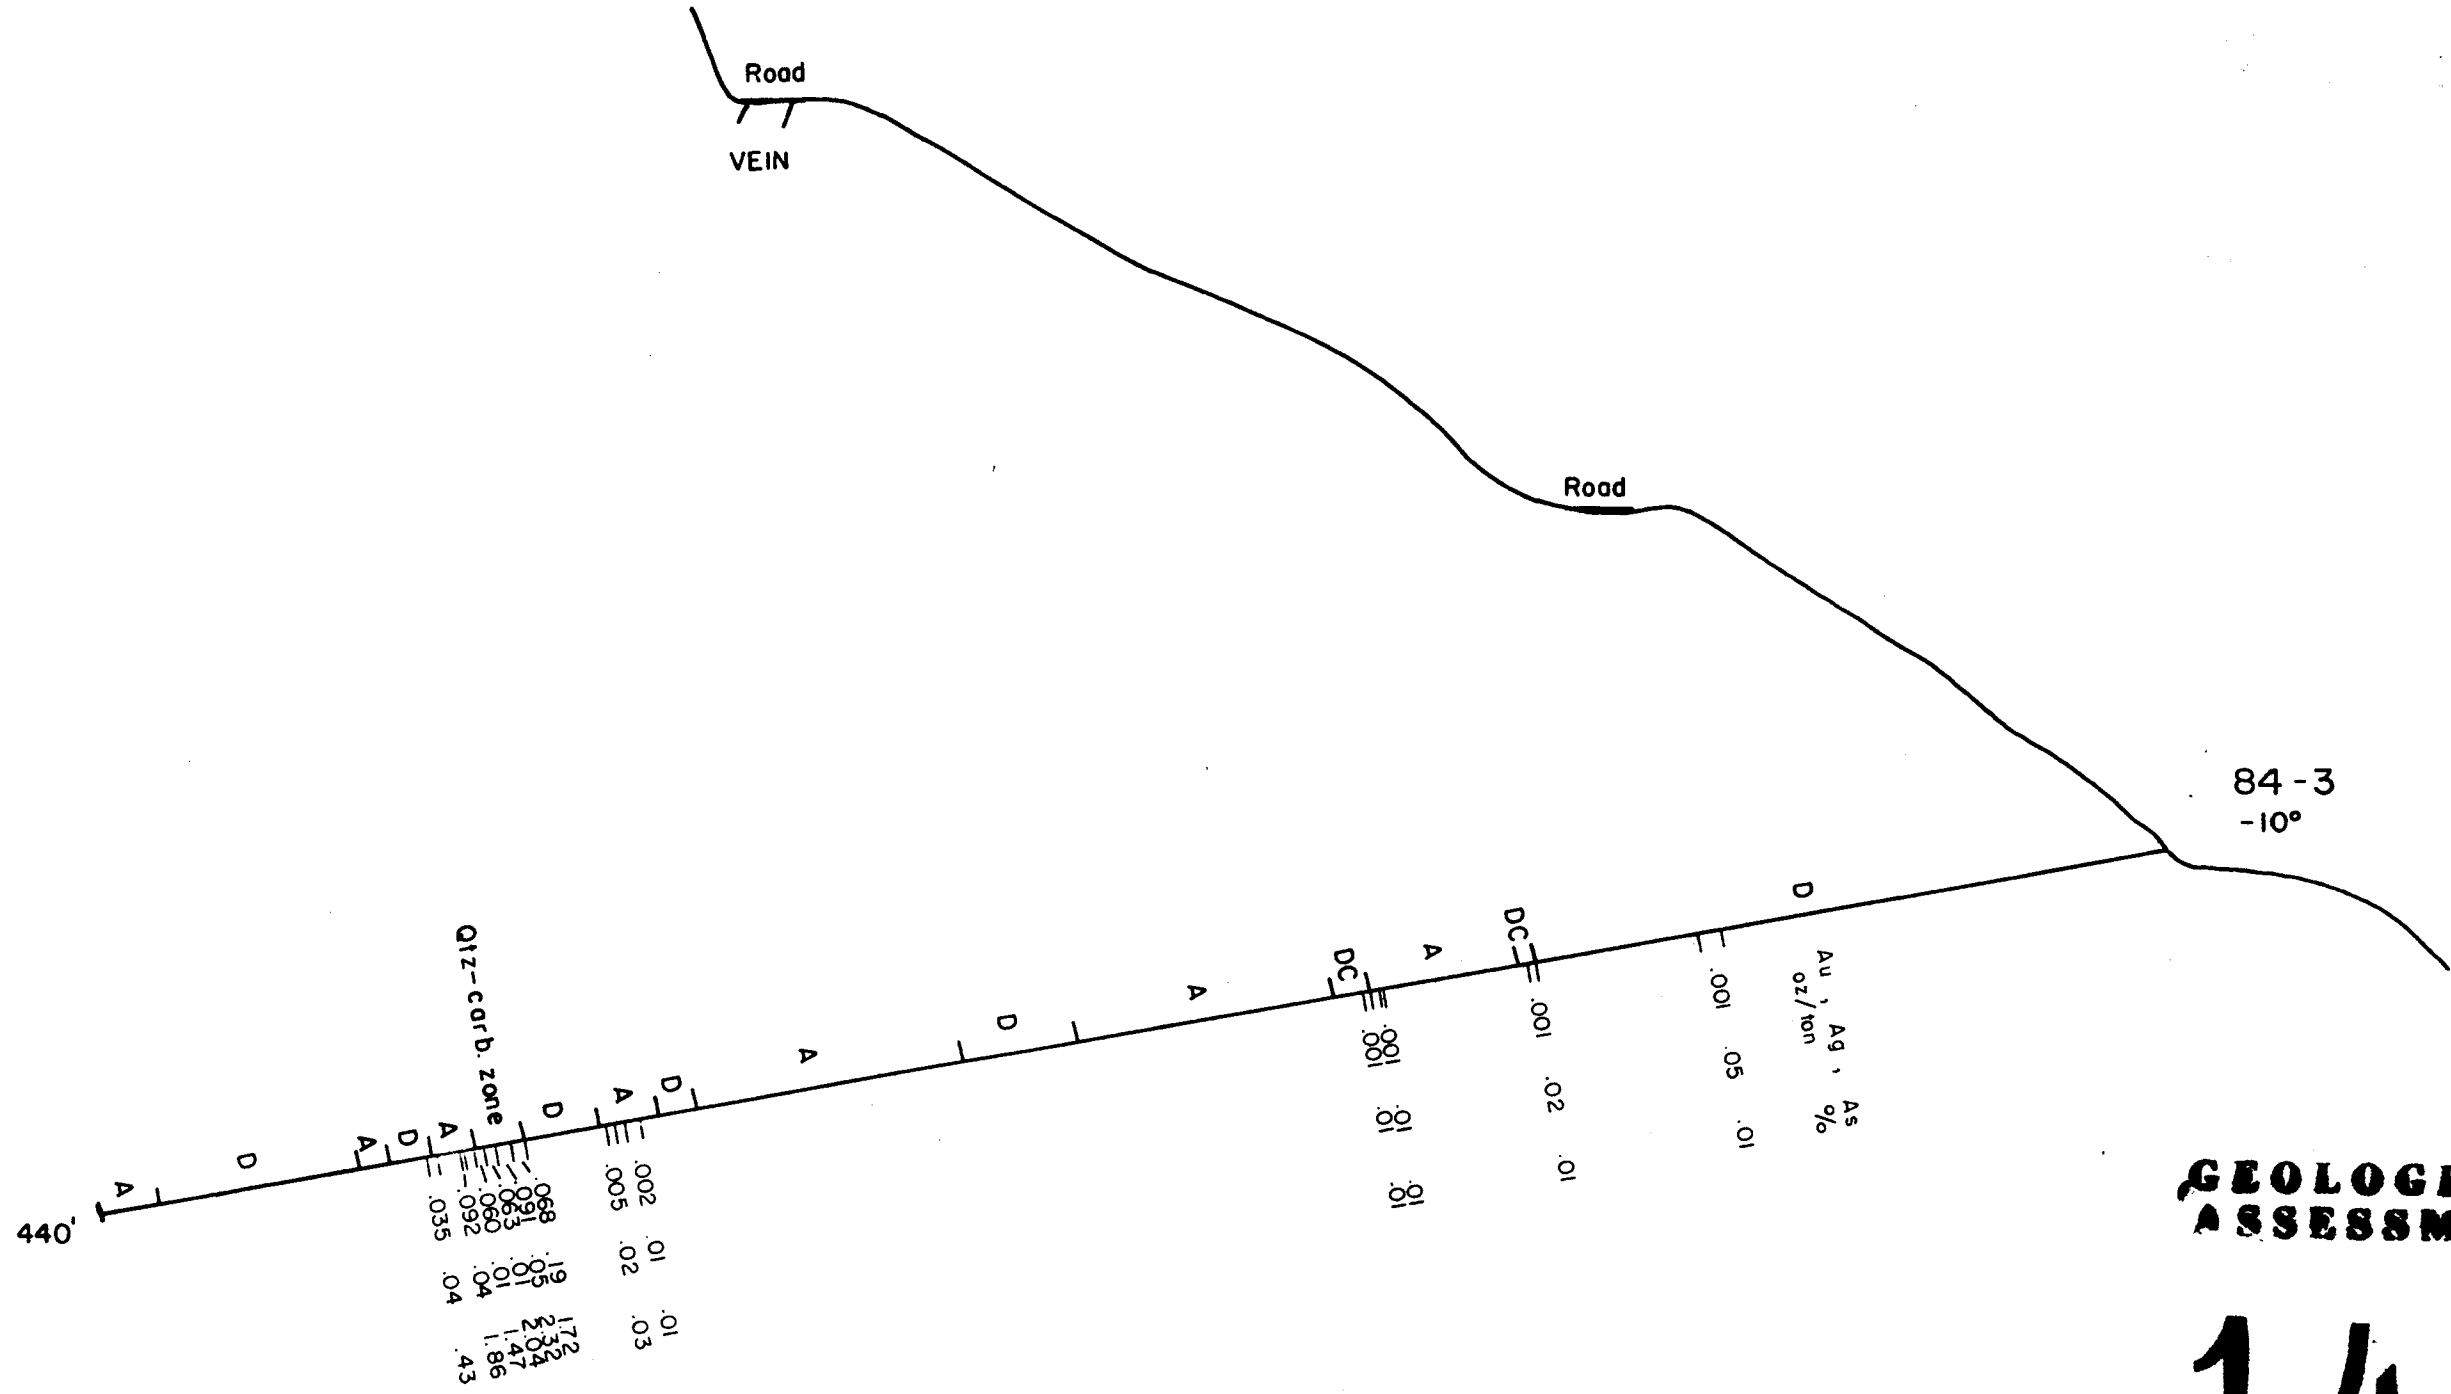 Road
VEIN
Road
84-3
-10°
Au, Ag, As
oz/ton %
D
.001 .05 .01
DC
.001 .02 .01
A
DC
.001 .01 .01
.001 .01 .01
A
D
A
D
A
.002 .01 .01
.005 .02 .03
D
Qtz-carb. zone
.068 .19 1.72
.091 .05 2.32
.063 .01 2.04
.060 .01 1.47
.092 .04 1.86
.035 .04 .43
A
D
A
D
A
440'
GEOLOGI
ASSESSM
14